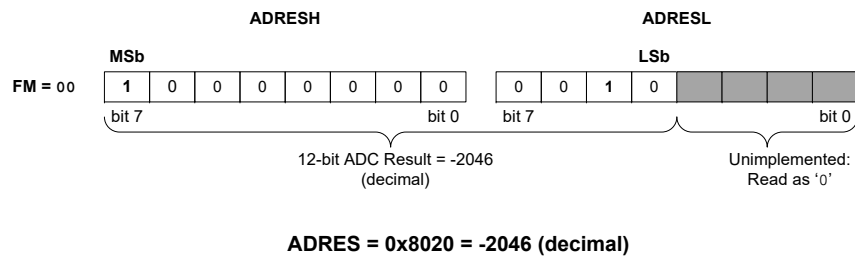 ADRESH ADRESL
MSb LSb
FM = 00 1 0 0 0 0 0 0 0 0 0 1 0
bit 7 bit 0 bit 7 bit 0
12-bit ADC Result = -2046 Unimplemented:
(decimal) Read as ‘0’
ADRES = 0x8020 = -2046 (decimal)